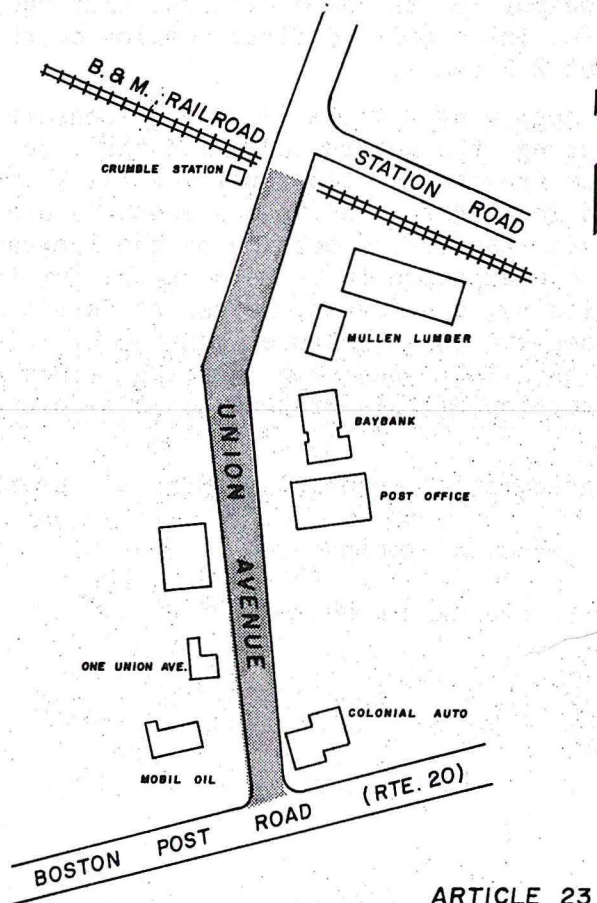 B. & M. RAILROAD
CRUMBLE STATION
STATION ROAD
MULLEN LUMBER
BAYBANK
POST OFFICE
UNION AVENUE
ONE UNION AVE.
COLONIAL AUTO
MOBIL OIL
BOSTON POST ROAD (RTE. 20)
ARTICLE 23